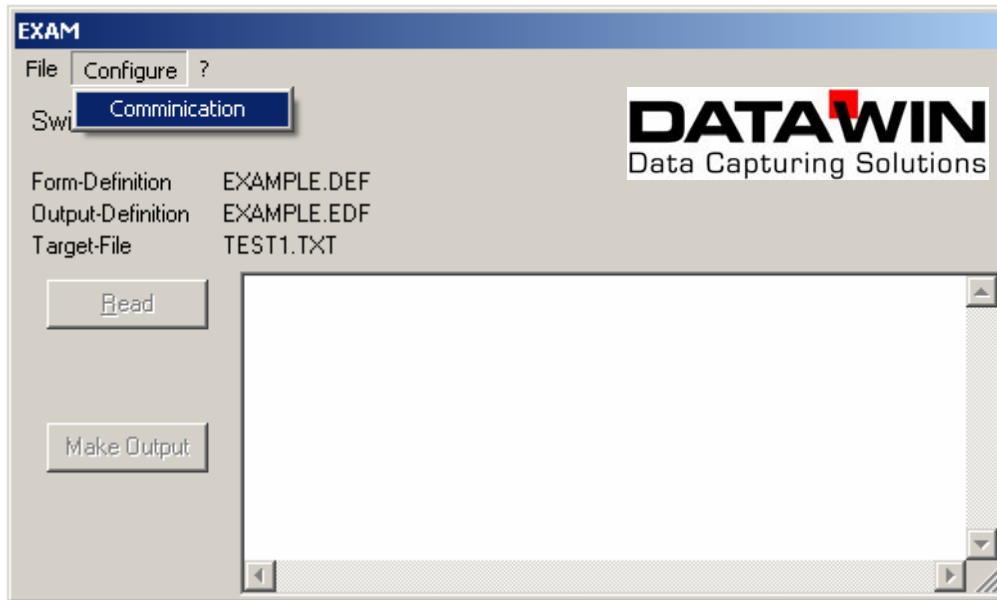 EXAM
File Configure ?
Comminication
Swi
DATAWIN
Data Capturing Solutions
Form-Definition EXAMPLE.DEF
Output-Definition EXAMPLE.EDF
Target-File TEST1.TXT
Read
Make Output